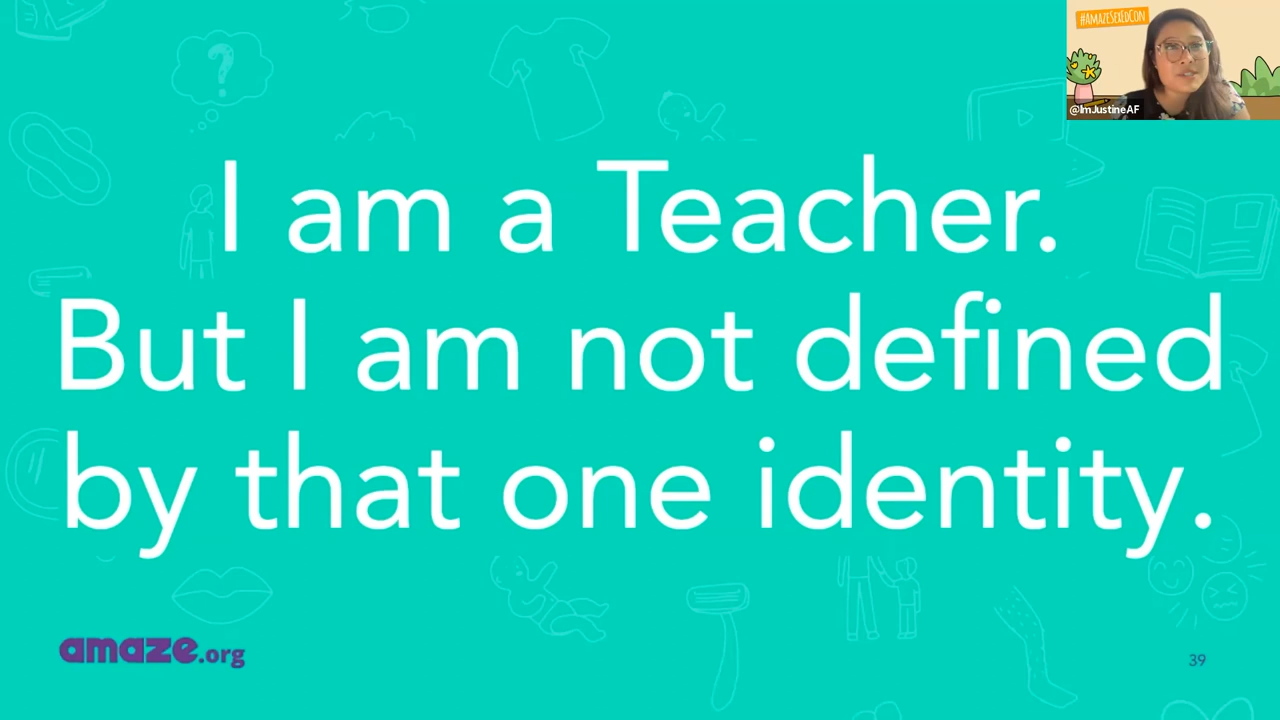 #AMAZESEXEDCON
@ImJustineAF
I am a Teacher.
But I am not defined
by that one identity.
amaze.org
39